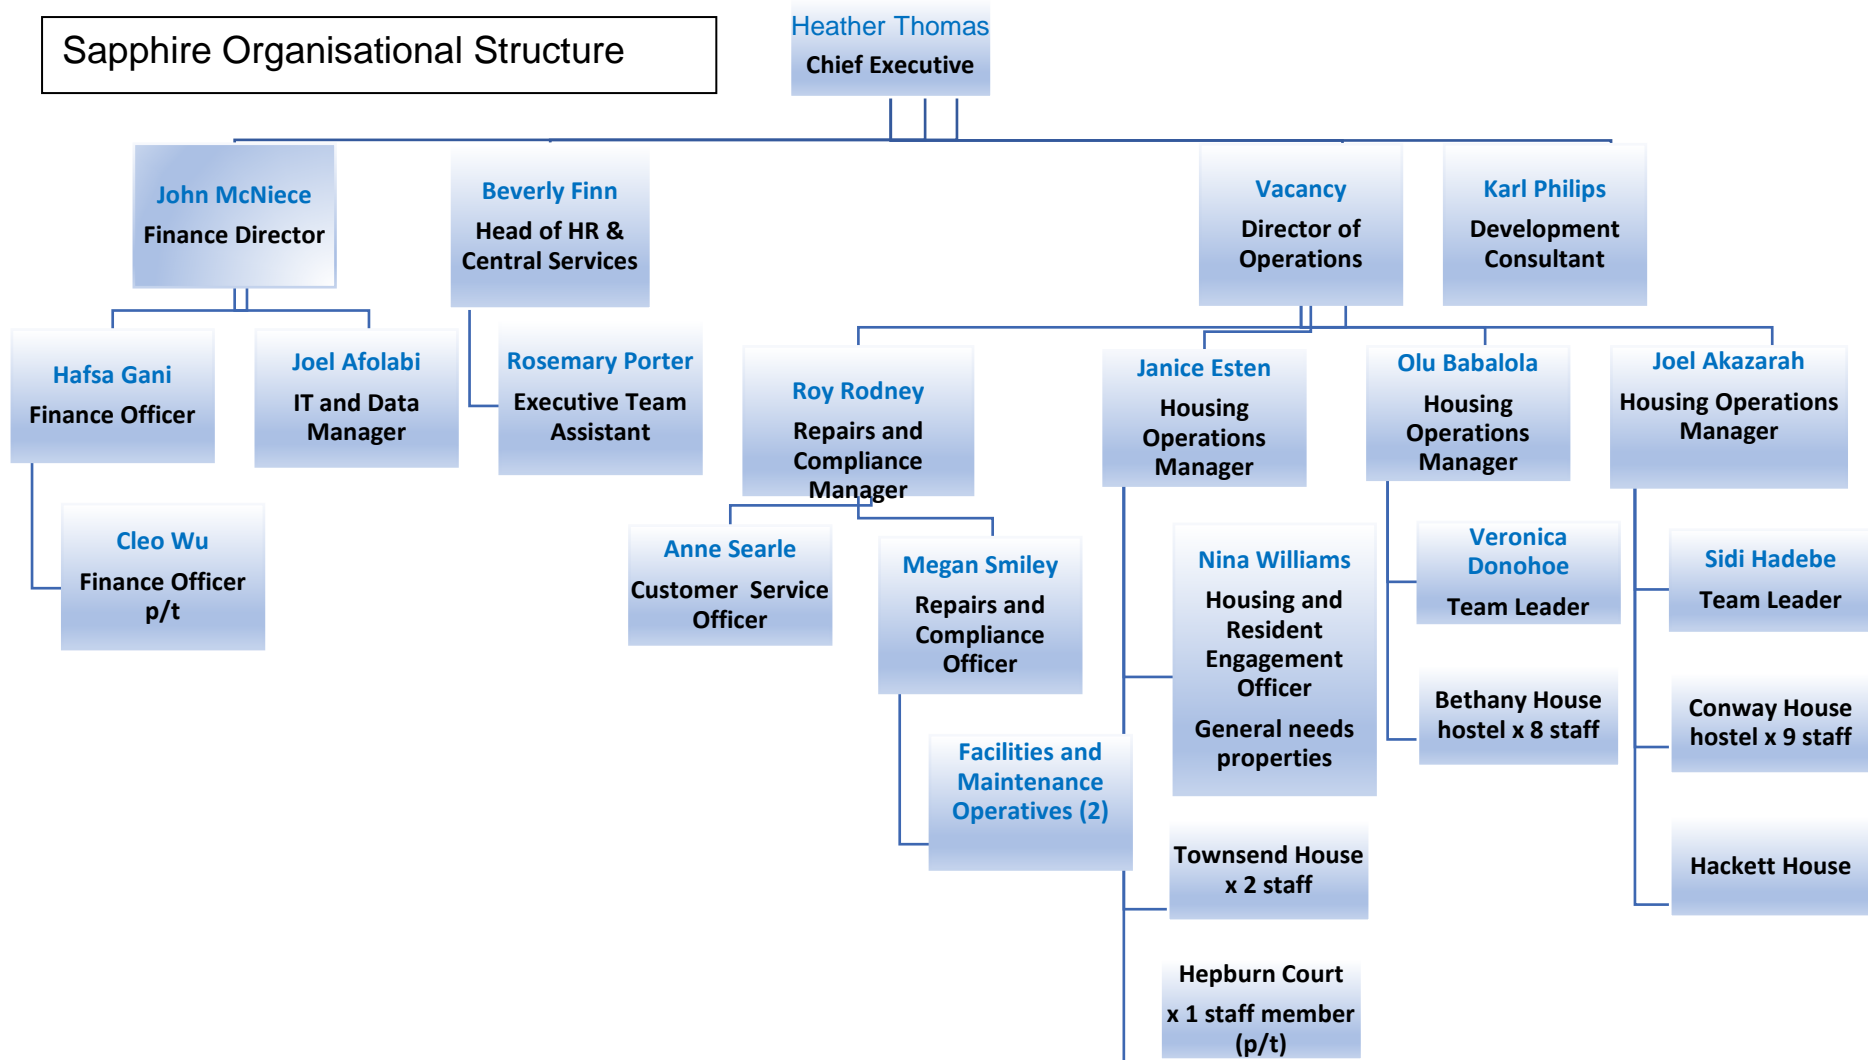 Sapphire Organisational Structure
Heather Thomas
Chief Executive
John McNiece
Finance Director
Beverly Finn
Head of HR &
Central Services
Vacancy
Director of
Operations
Karl Philips
Development
Consultant
Hafsa Gani
Finance Officer
Joel Afolabi
IT and Data
Manager
Rosemary Porter
Executive Team
Assistant
Roy Rodney
Repairs and
Compliance
Manager
Janice Esten
Housing
Operations
Manager
Olu Babalola
Housing
Operations
Manager
Joel Akazarah
Housing Operations
Manager
Cleo Wu
Finance Officer
p/t
Anne Searle
Customer  Service
Officer
Megan Smiley
Repairs and
Compliance
Officer
Nina Williams
Housing and
Resident
Engagement
Officer
General needs
properties
Veronica
Donohoe
Team Leader
Sidi Hadebe
Team Leader
Facilities and
Maintenance
Operatives (2)
Bethany House
hostel x 8 staff
Conway House
hostel x 9 staff
Townsend House
x 2 staff
Hackett House
Hepburn Court
x 1 staff member
(p/t)